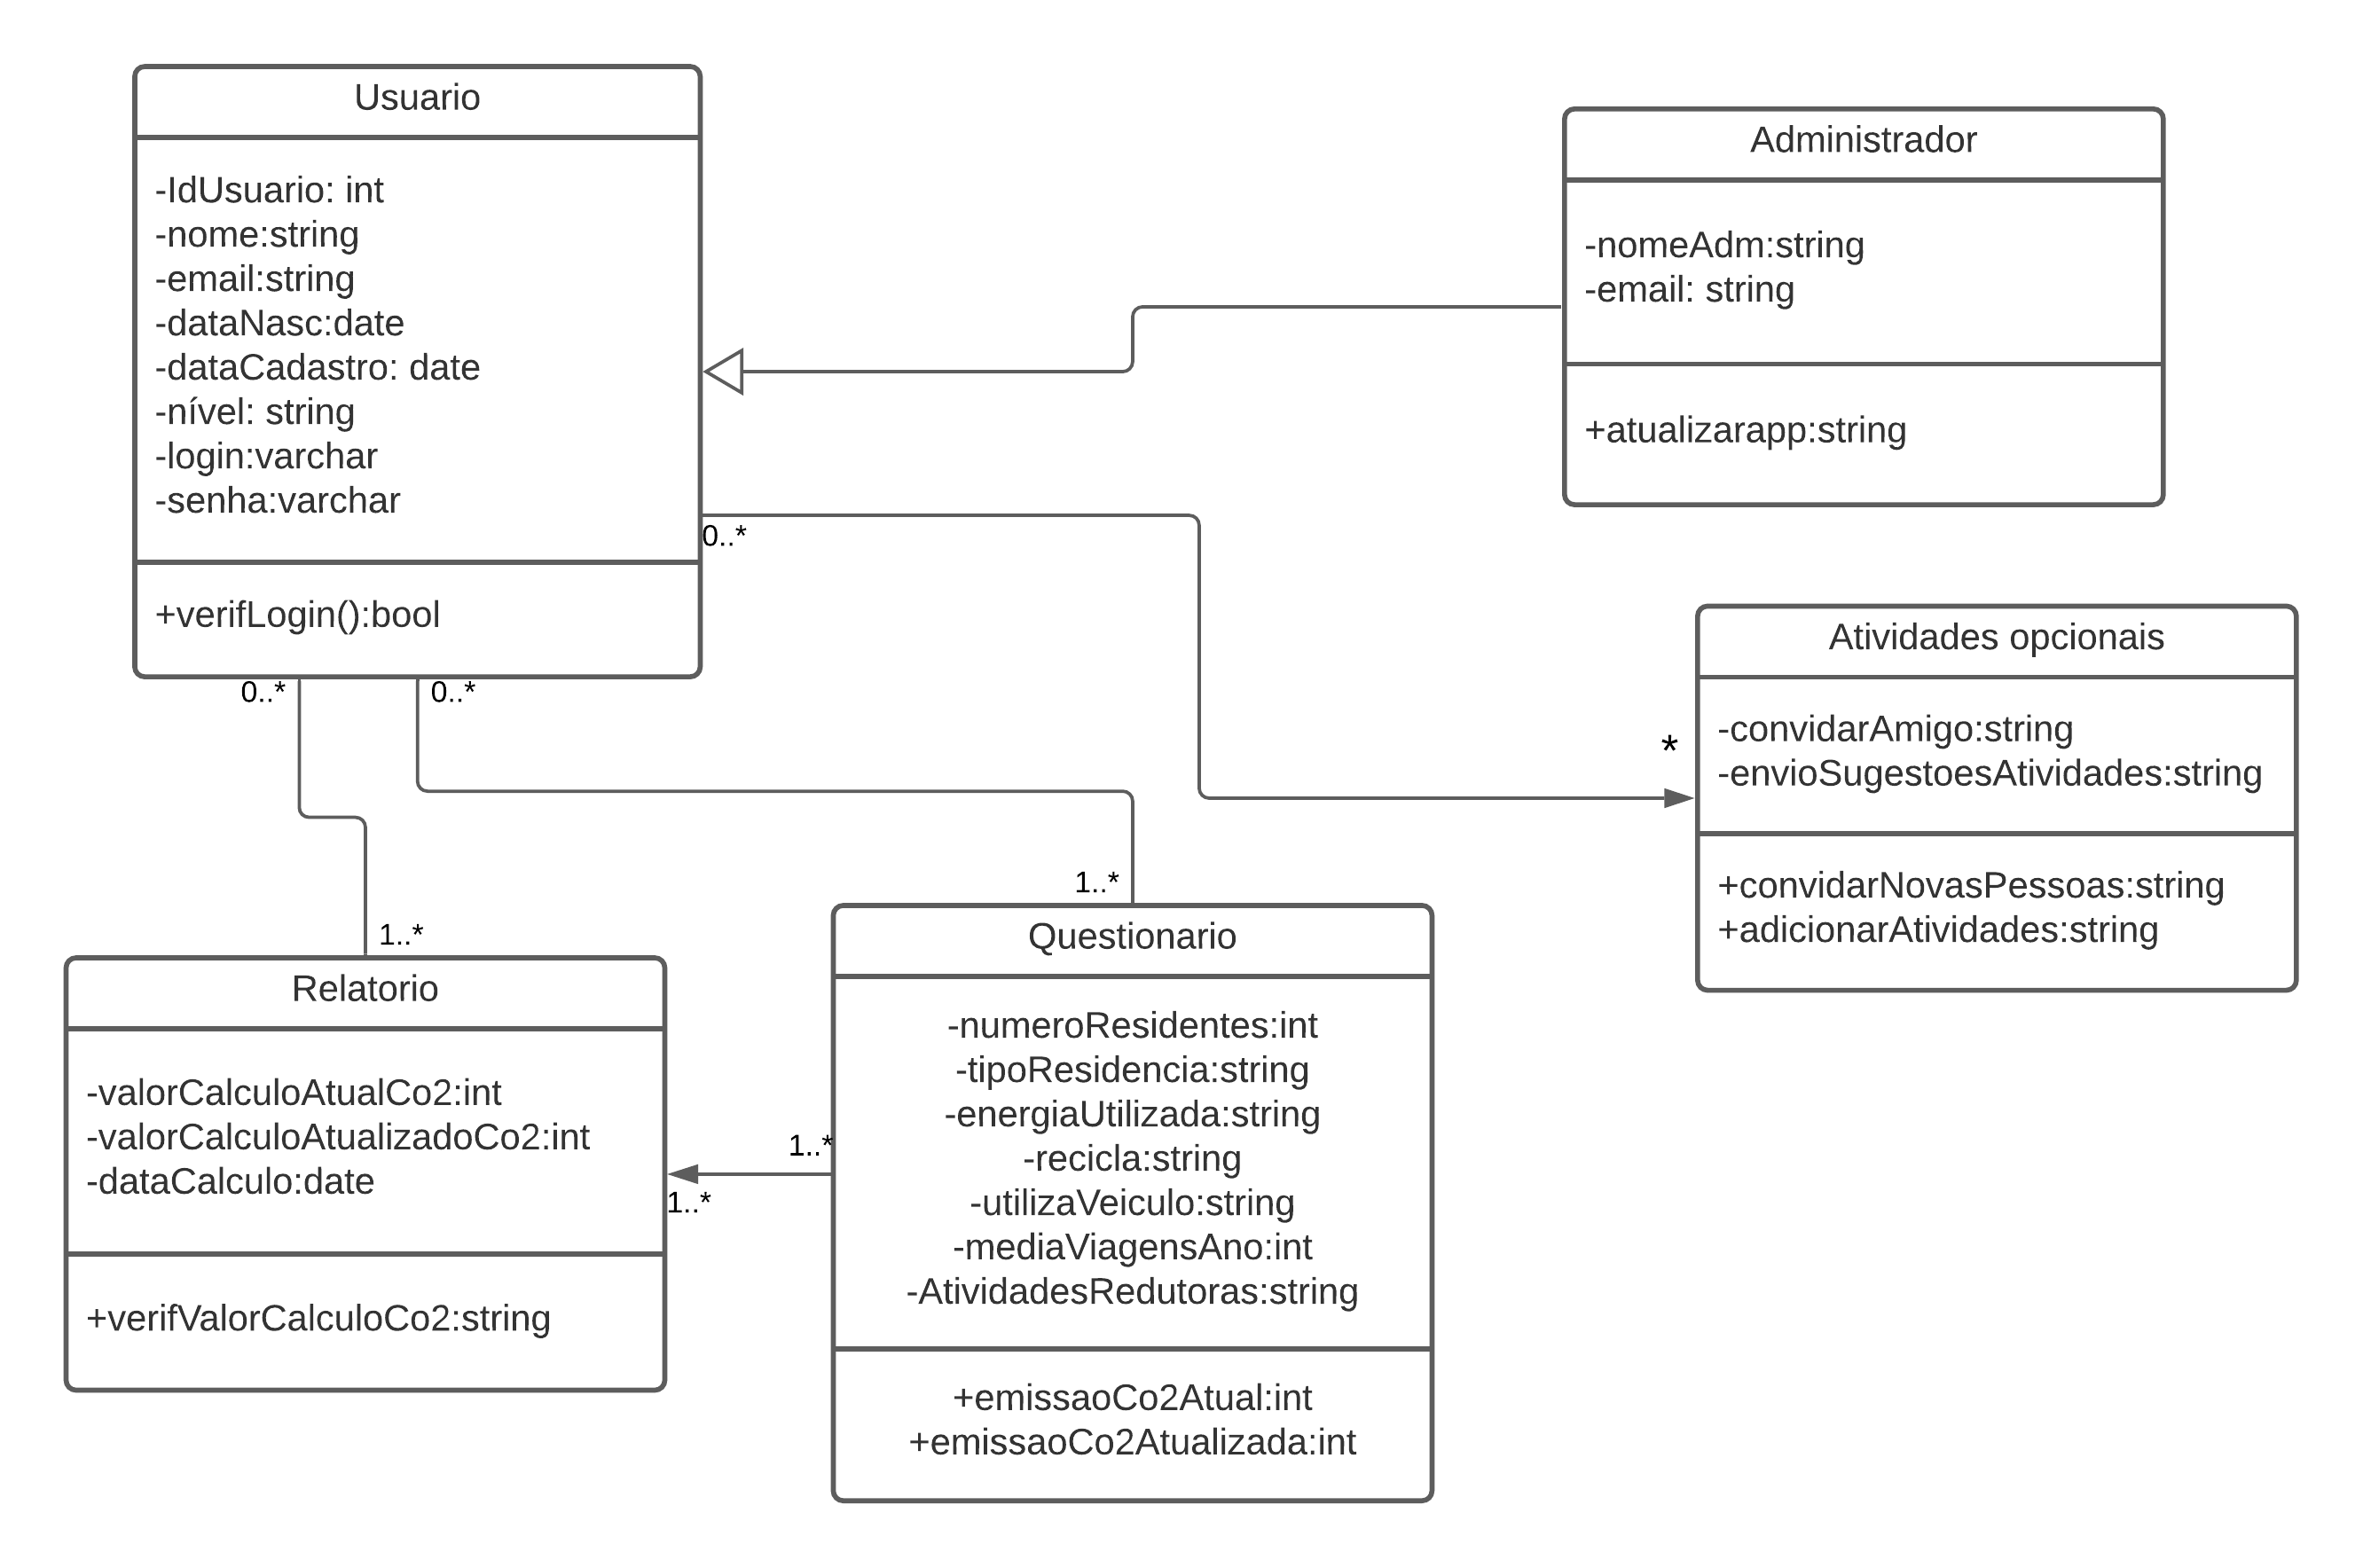 Usuario
-IdUsuario: int
-nome:string
-email:string
-dataNasc:date
-dataCadastro: date
-nível: string
-login:varchar
-senha:varchar
+verifLogin():bool
0..*
0..*
0..*
Administrador
-nomeAdm:string
-email: string
+atualizarapp:string
Atividades opcionais
*
-convidarAmigo:string
-envioSugestoesAtividades:string
+convidarNovasPessoas:string
+adicionarAtividades:string
1..*
Relatorio
-valorCalculoAtualCo2:int
-valorCalculoAtualizadoCo2:int
-dataCalculo:date
+verifValorCalculoCo2:string
1..*
1..*
1..*
Questionario
-numeroResidentes:int
-tipoResidencia:string
-energiaUtilizada:string
-recicla:string
-utilizaVeiculo:string
-mediaViagensAno:int
-AtividadesRedutoras:string
+emissaoCo2Atual:int
+emissaoCo2Atualizada:int